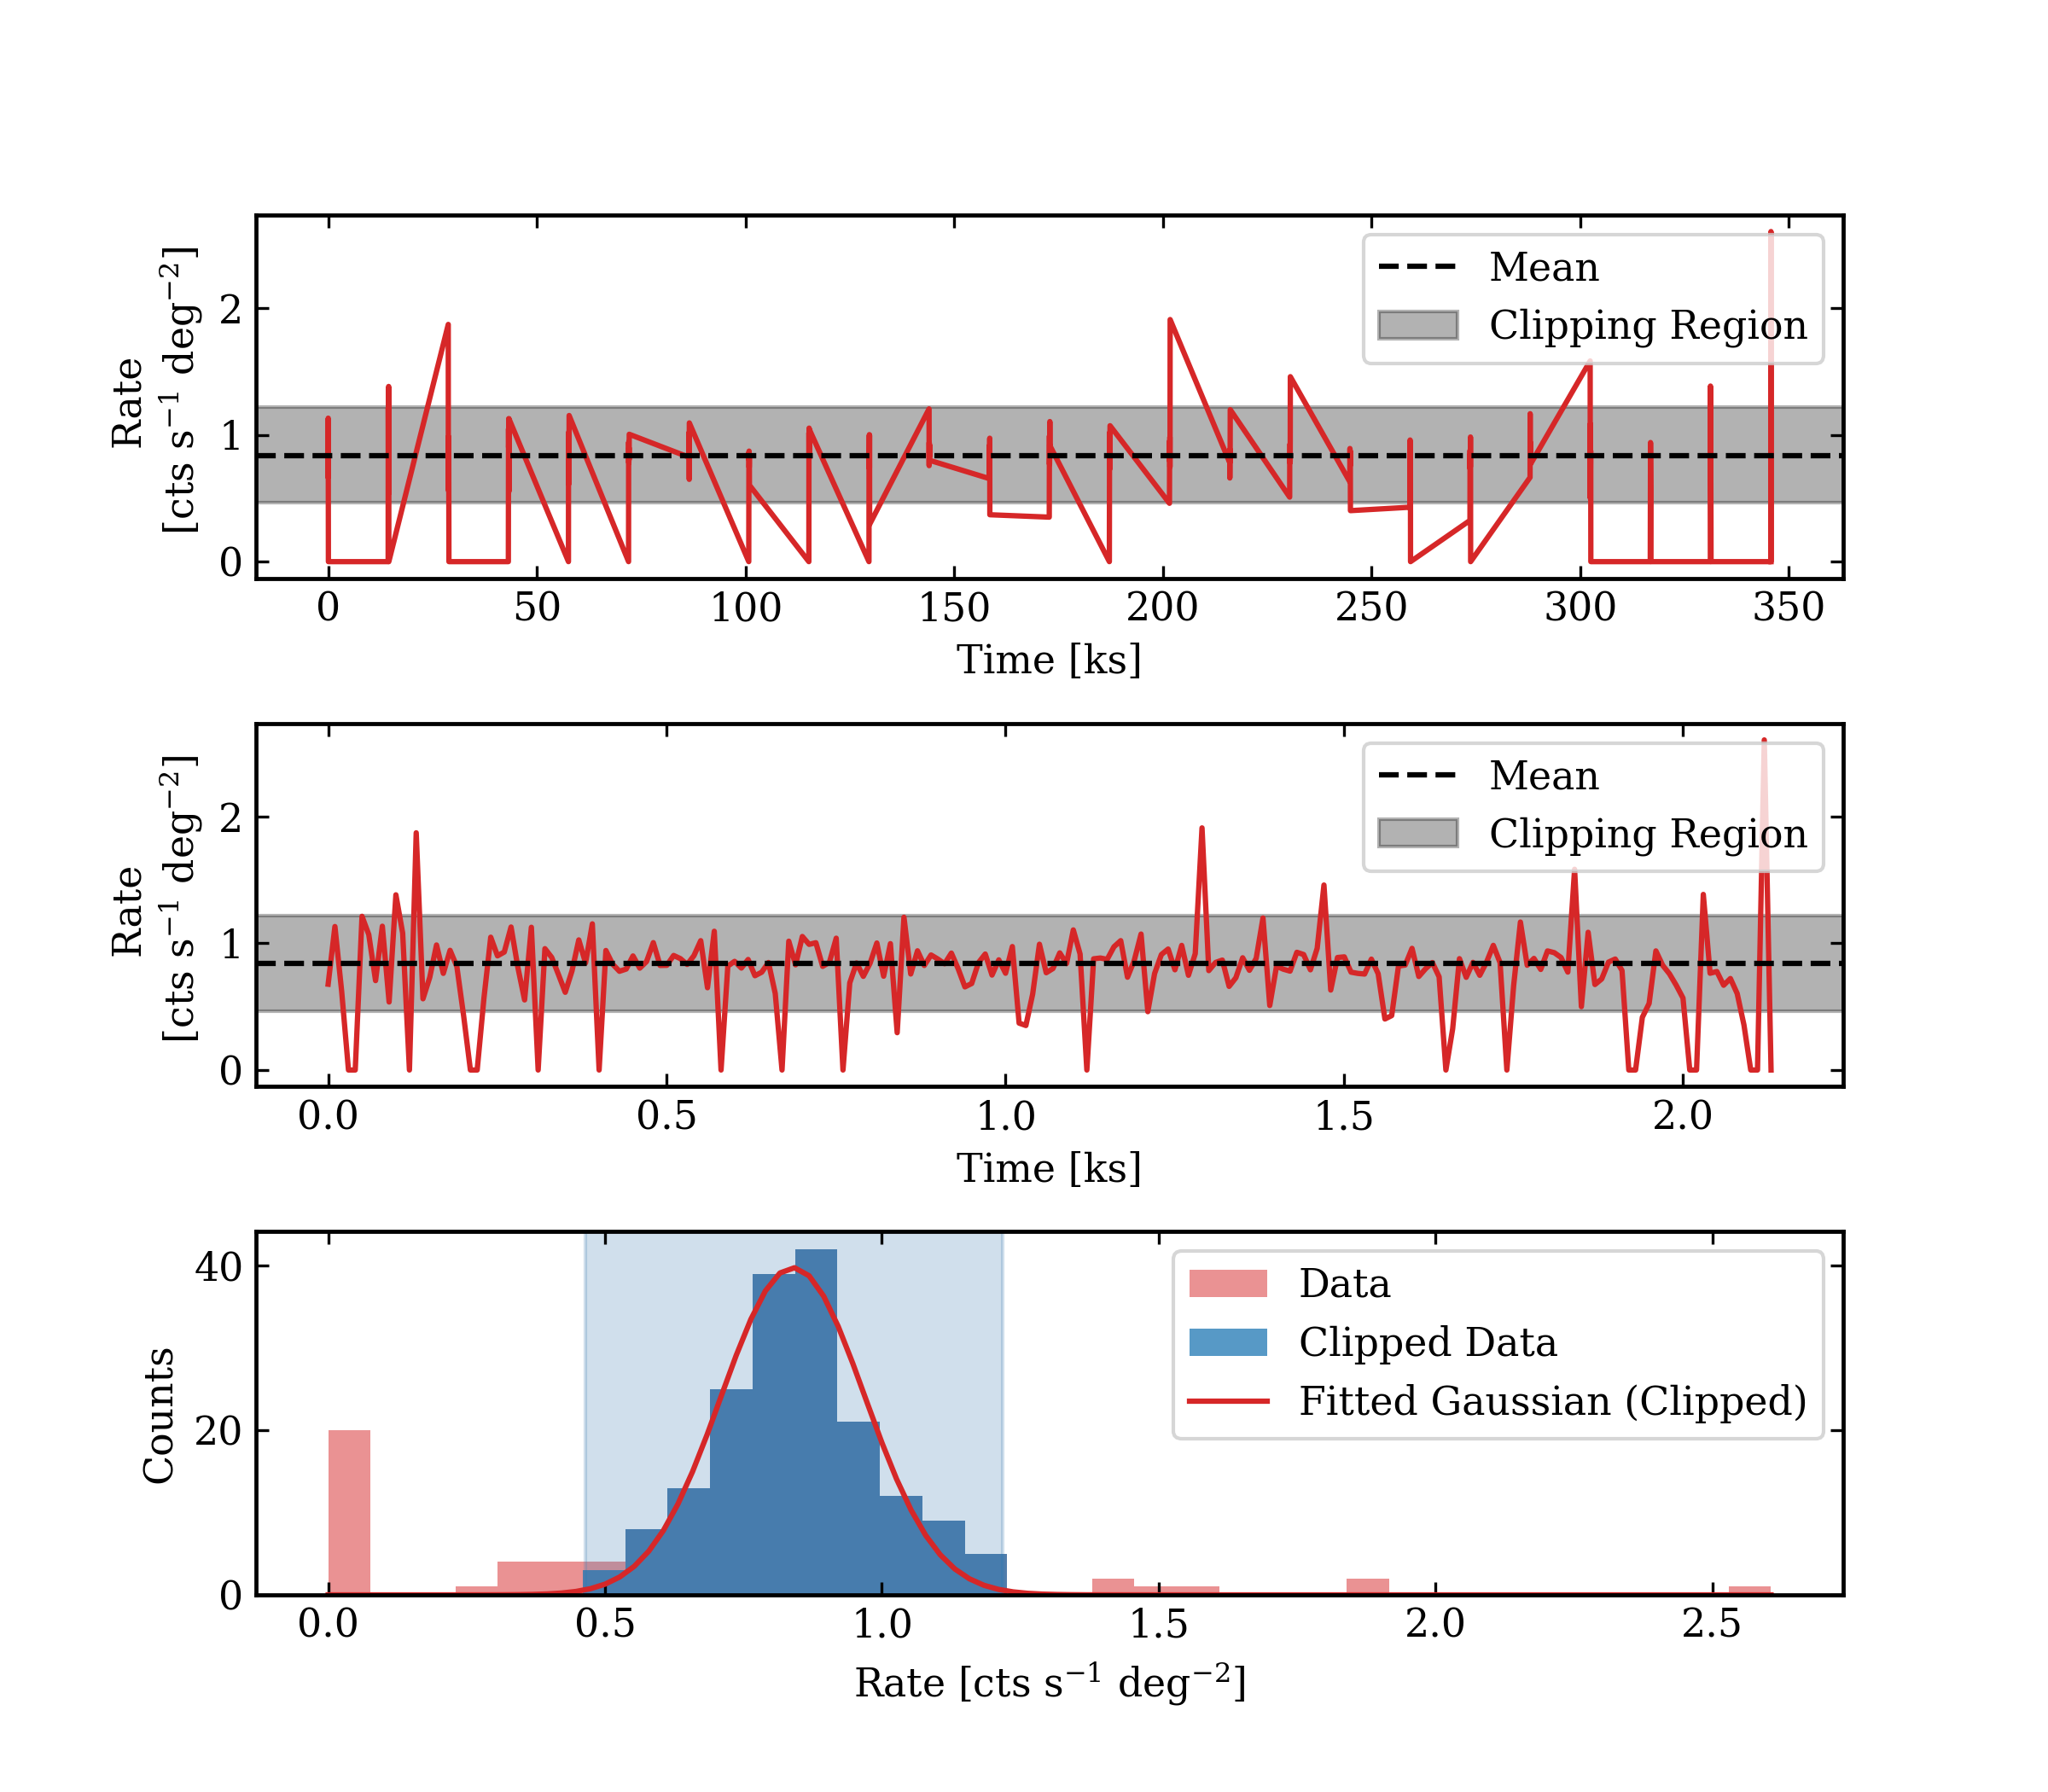 Rate
[cts s⁻¹ deg⁻²]
2
1
0
Mean
Clipping Region
0 50 100 150 200 250 300 350
Time [ks]
Rate
[cts s⁻¹ deg⁻²]
2
1
0
Mean
Clipping Region
0.0 0.5 1.0 1.5 2.0
Time [ks]
Counts
40
20
0
Data
Clipped Data
Fitted Gaussian (Clipped)
0.0 0.5 1.0 1.5 2.0 2.5
Rate [cts s⁻¹ deg⁻²]